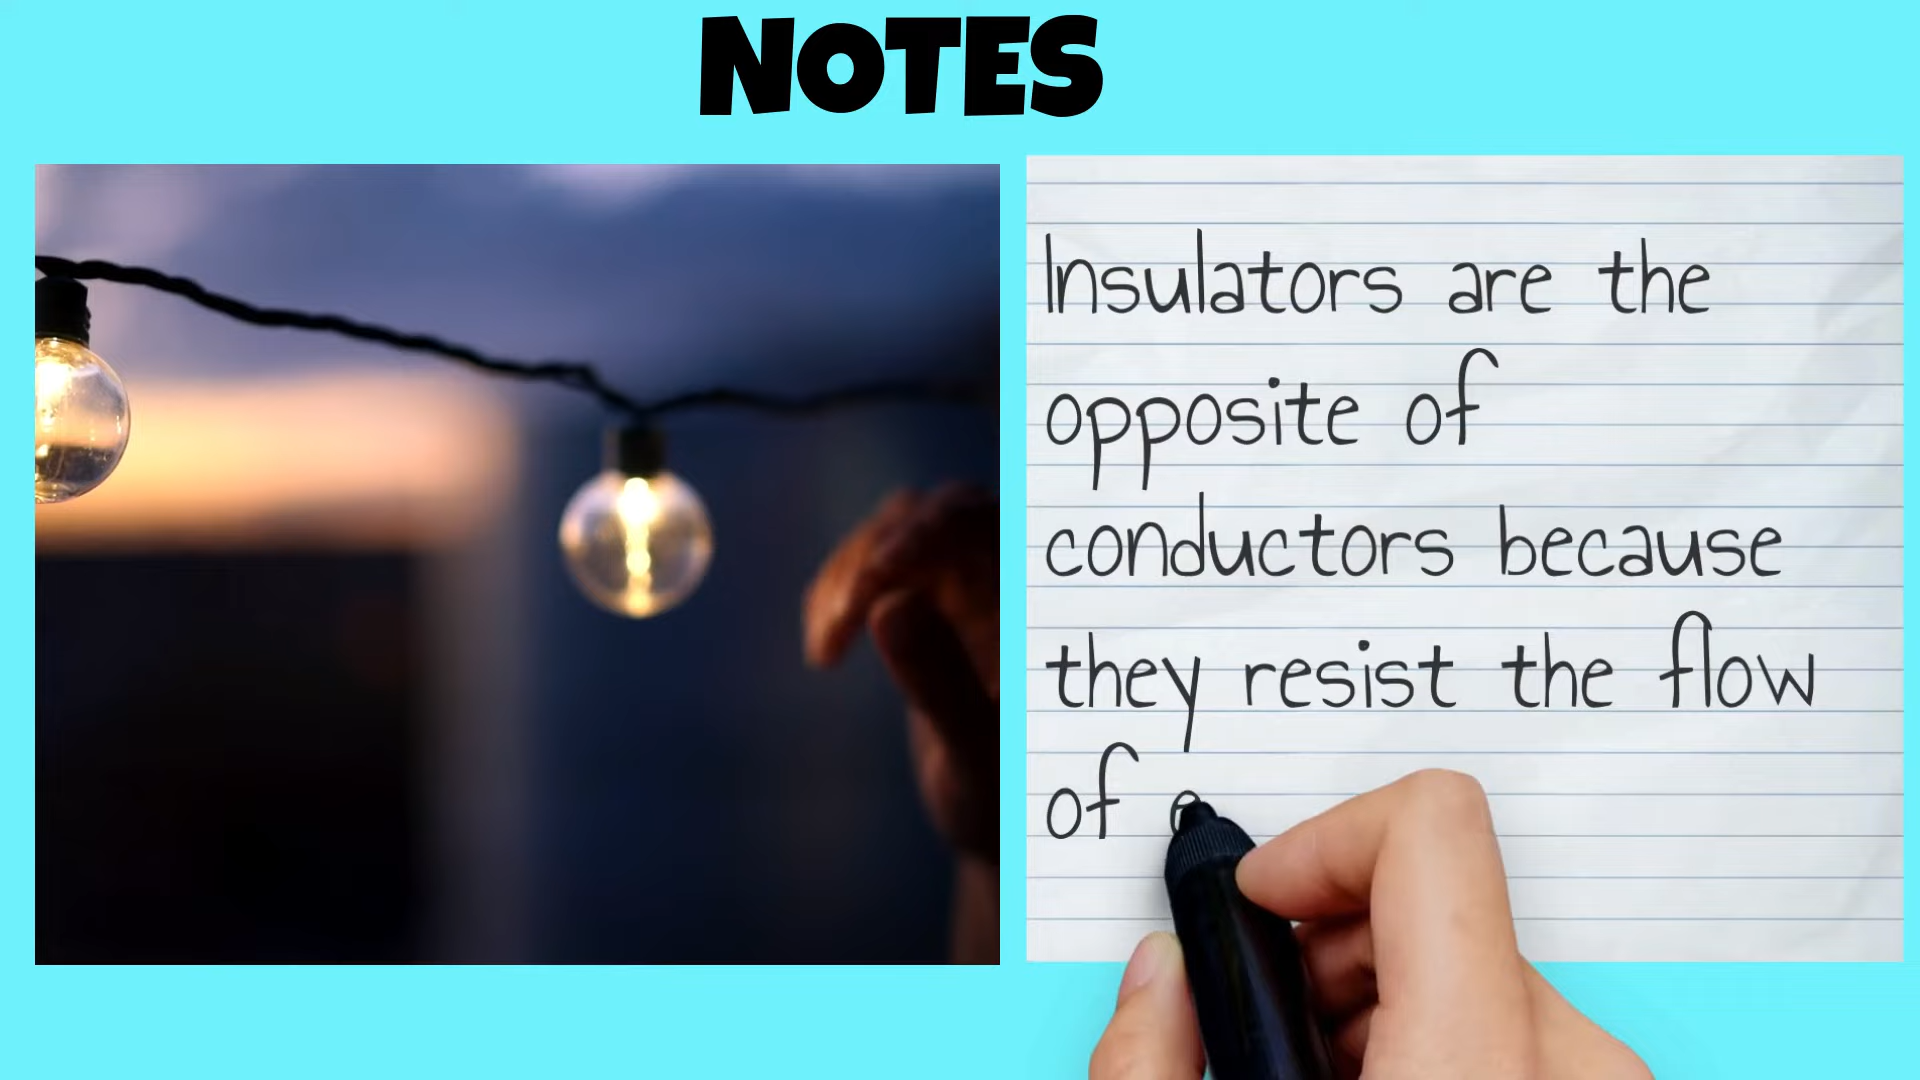 NOTES
Insulators are the
opposite of
conductors because
they resist the flow
of e